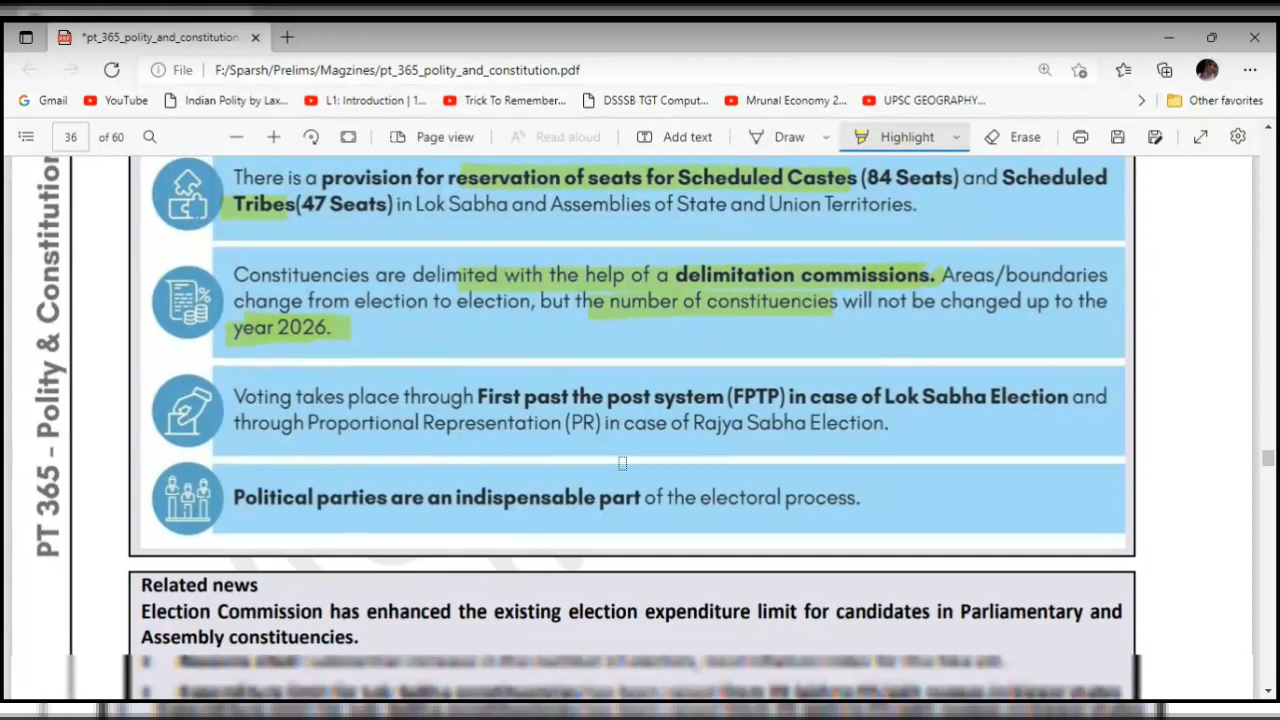 *pt_365_polity_and_constitution
File F:/Sparsh/Prelims/Magzines/pt_365_polity_and_constitution.pdf
Gmail YouTube Indian Polity by Lax... L1: Introduction | 1... Trick To Remember... DSSSB TGT Comput... Mrunal Economy 2... UPSC GEOGRAPHY... Other favorites
36 of 60 Page view Read aloud Add text Draw Highlight Erase
PT 365 - Polity & Constitution
There is a provision for reservation of seats for Scheduled Castes (84 Seats) and Scheduled
Tribes(47 Seats) in Lok Sabha and Assemblies of State and Union Territories.
Constituencies are delimited with the help of a delimitation commissions. Areas/boundaries
change from election to election, but the number of constituencies will not be changed up to the
year 2026.
Voting takes place through First past the post system (FPTP) in case of Lok Sabha Election and
through Proportional Representation (PR) in case of Rajya Sabha Election.
Political parties are an indispensable part of the electoral process.
Related news
Election Commission has enhanced the existing election expenditure limit for candidates in Parliamentary and
Assembly constituencies.